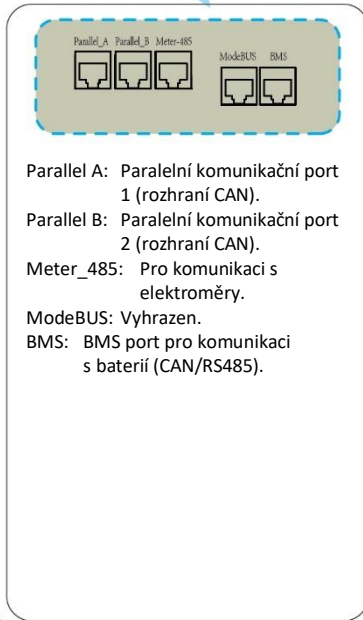 Parallel_A Parallel_B Meter-485
ModeBUS BMS
Parallel A: Paralelní komunikační port
1 (rozhraní CAN).
Parallel B: Paralelní komunikační port
2 (rozhraní CAN).
Meter_485: Pro komunikaci s
elektroměry.
ModeBUS: Vyhrazen.
BMS: BMS port pro komunikaci
s baterií (CAN/RS485).